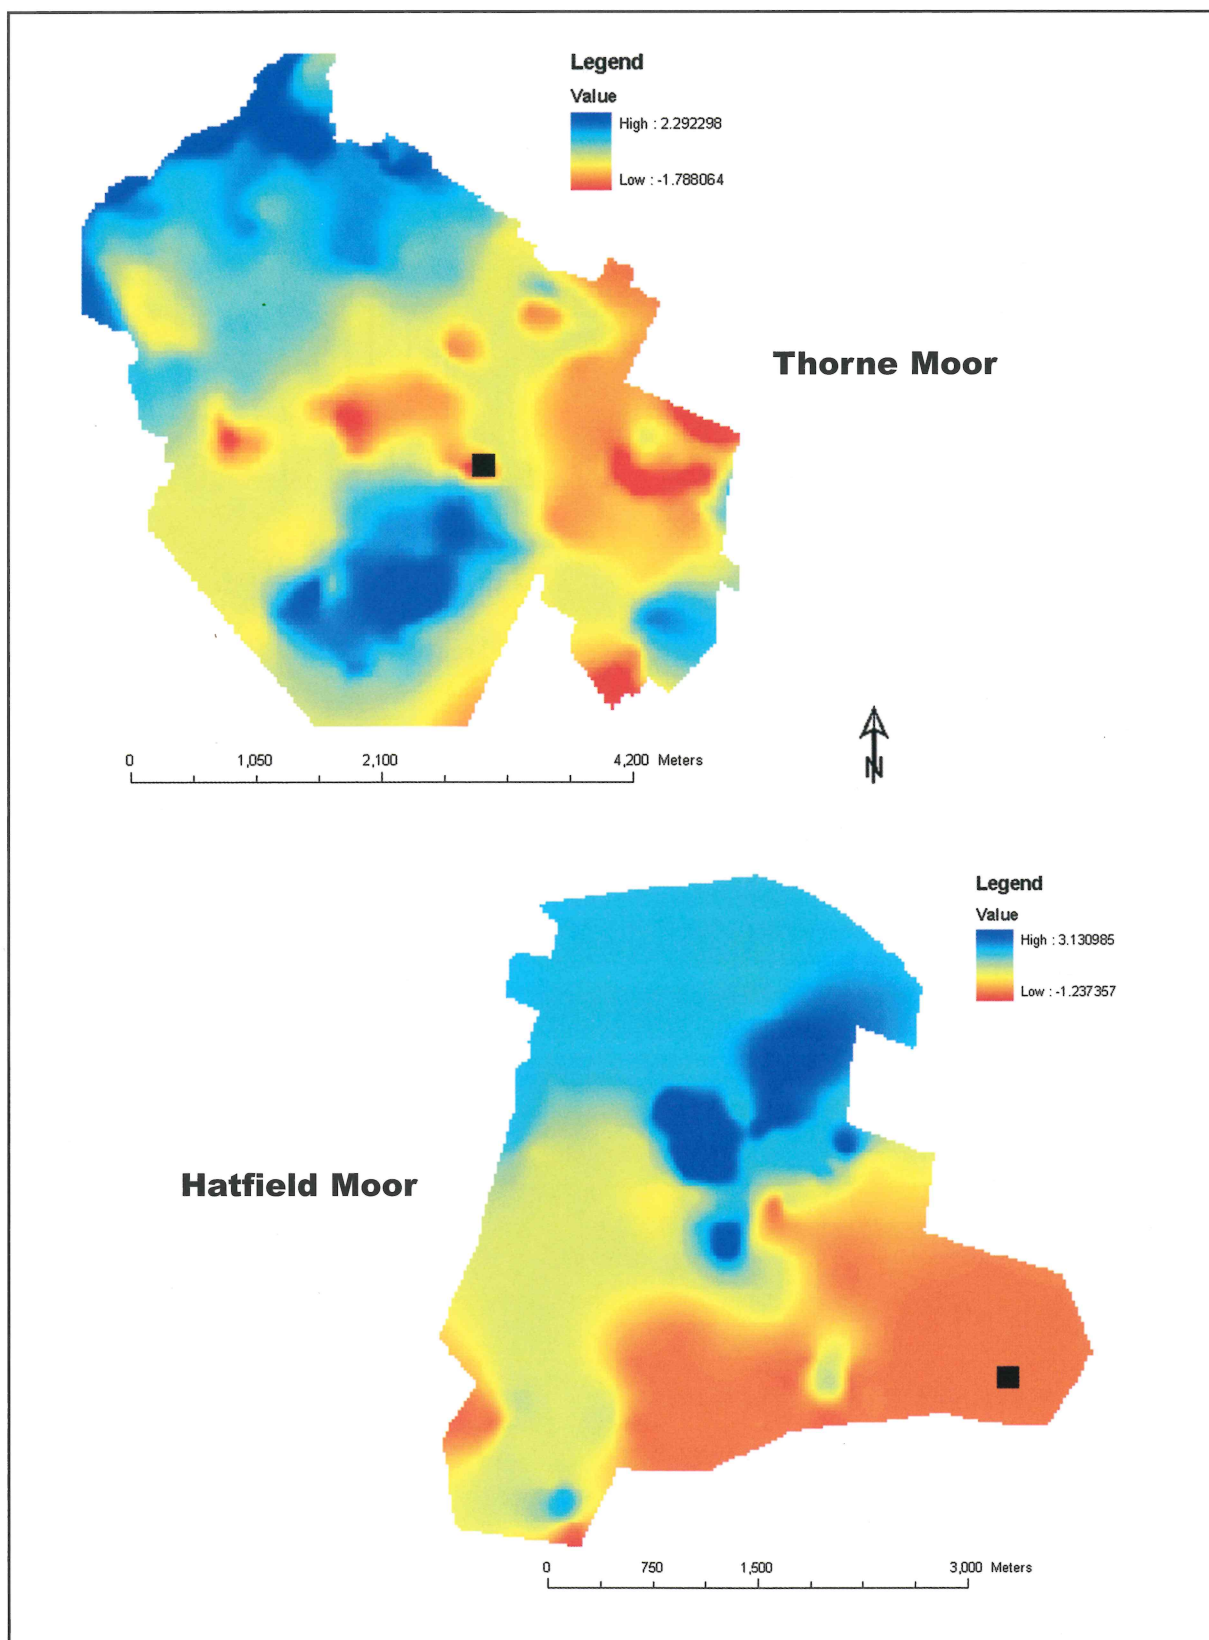 Legend
Value
High : 2.292298
Low : -1.788064
Thorne Moor
0 1,050 2,100 4,200 Meters
N
Legend
Value
High : 3.130985
Low : -1.237357
Hatfield Moor
0 750 1,500 3,000 Meters